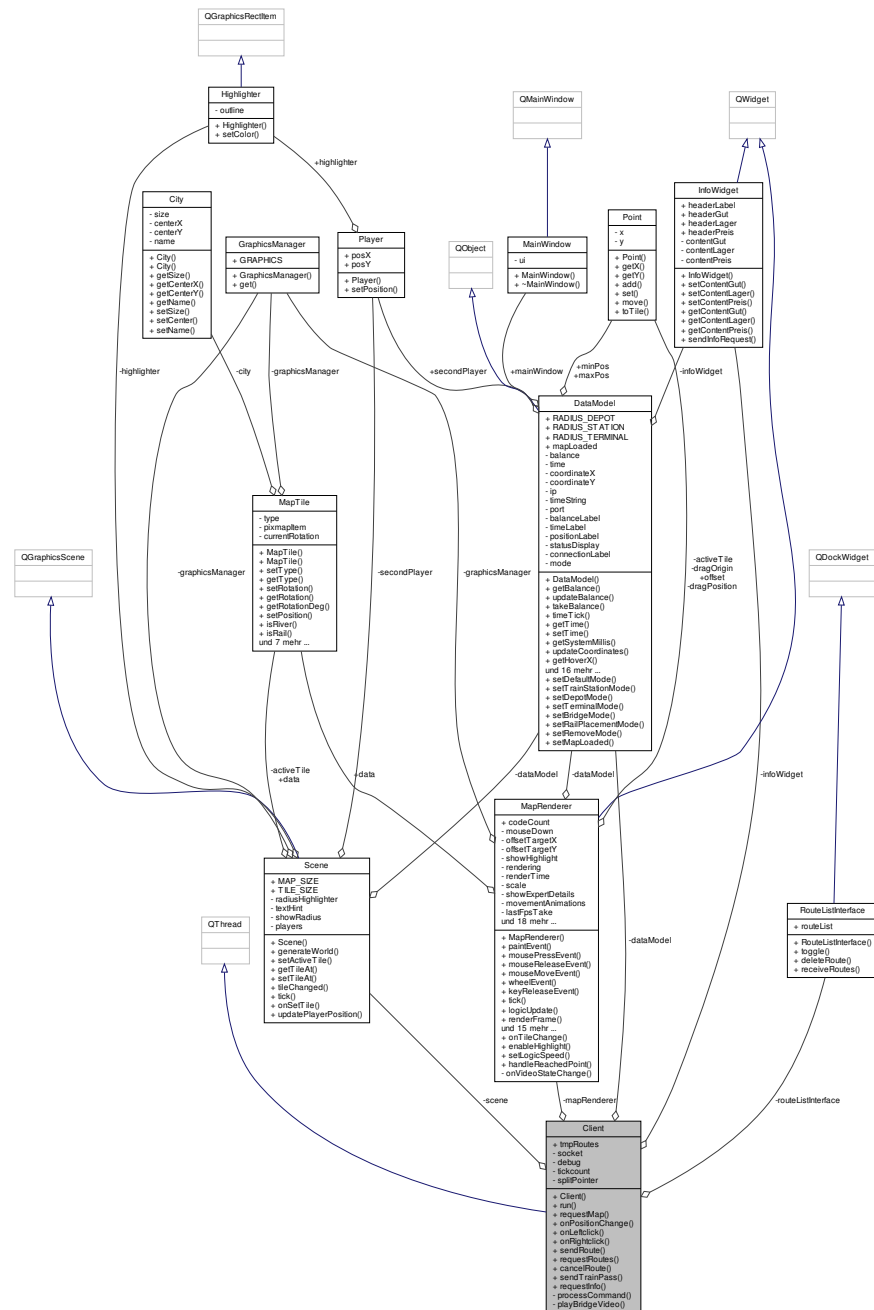 QGraphicsRectItem
Highlighter
- outline
+ Highlighter()
+ setColor()
QMainWindow
QWidget
+highlighter
City
- size
- centerX
- centerY
- name
+ City()
+ City()
+ getSize()
+ getCenterX()
+ getCenterY()
+ getName()
+ setSize()
+ setCenter()
+ setName()
GraphicsManager
+ GRAPHICS
+ GraphicsManager()
+ get()
Player
+ posX
+ posY
+ Player()
+ setPosition()
QObject
MainWindow
- ui
+ MainWindow()
+ ~MainWindow()
Point
- x
- y
+ Point()
+ getX()
+ getY()
+ add()
+ set()
+ move()
+ toTile()
InfoWidget
+ headerLabel
+ headerGut
+ headerLager
+ headerPreis
- contentGut
- contentLager
- contentPreis
+ InfoWidget()
+ setContentGut()
+ setContentLager()
+ setContentPreis()
+ getContentGut()
+ getContentLager()
+ getContentPreis()
+ sendInfoRequest()
-highlighter
-city
-graphicsManager
+secondPlayer
+mainWindow
+minPos
+maxPos
-infoWidget
DataModel
+ RADIUS_DEPOT
+ RADIUS_STATION
+ RADIUS_TERMINAL
+ mapLoaded
- balance
- time
- coordinateX
- coordinateY
- ip
- timeString
- port
- balanceLabel
- timeLabel
- positionLabel
- statusDisplay
- connectionLabel
- mode
+ DataModel()
+ getBalance()
+ updateBalance()
+ takeBalance()
+ timeTick()
+ getTime()
+ setTime()
+ getSystemMillis()
+ updateCoordinates()
+ getHoverX()
und 16 mehr ...
+ setDefaultMode()
+ setTrainStationMode()
+ setDepotMode()
+ setTerminalMode()
+ setBridgeMode()
+ setRailPlacementMode()
+ setRemoveMode()
+ setMapLoaded()
MapTile
- type
- pixmapItem
- currentRotation
+ MapTile()
+ MapTile()
+ setType()
+ getType()
+ setRotation()
+ getRotation()
+ getRotationDeg()
+ setPosition()
+ isRiver()
+ isRail()
und 7 mehr ...
QGraphicsScene
-graphicsManager
-secondPlayer
-graphicsManager
-activeTile
-dragOrigin
+offset
-dragPosition
QDockWidget
-activeTile
+data
+data
-dataModel
-dataModel
-infoWidget
MapRenderer
+ codeCount
- mouseDown
- offsetTargetX
- offsetTargetY
- showHighlight
- rendering
- renderTime
- scale
- showExpertDetails
- movementAnimations
- lastFpsTake
und 18 mehr ...
+ MapRenderer()
+ paintEvent()
+ mousePressEvent()
+ mouseReleaseEvent()
+ mouseMoveEvent()
+ wheelEvent()
+ keyReleaseEvent()
+ tick()
+ logicUpdate()
+ renderFrame()
und 15 mehr ...
+ onTileChange()
+ enableHighlight()
+ setLogicSpeed()
+ handleReachedPoint()
- onVideoStateChange()
Scene
+ MAP_SIZE
+ TILE_SIZE
- radiusHighlighter
- textHint
- showRadius
- players
+ Scene()
+ generateWorld()
+ setActiveTile()
+ getTileAt()
+ setTileAt()
+ tileChanged()
+ tick()
+ onSetTile()
+ updatePlayerPosition()
QThread
-dataModel
RouteListInterface
+ routeList
+ RouteListInterface()
+ toggle()
+ deleteRoute()
+ receiveRoutes()
-scene
-mapRenderer
-routeListInterface
Client
+ tmpRoutes
- socket
- debug
- tickcount
- splitPointer
+ Client()
+ run()
+ requestMap()
+ onPositionChange()
+ onLeftclick()
+ onRightclick()
+ sendRoute()
+ requestRoutes()
+ cancelRoute()
+ sendTrainPass()
+ requestInfo()
- processCommand()
- playBridgeVideo()